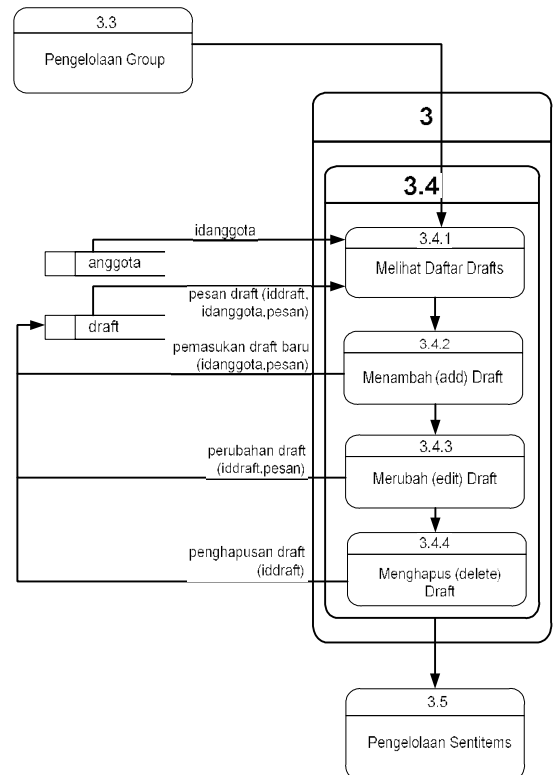 3.3
Pengelolaan Group
3
3.4
idanggota
anggota
3.4.1
Melihat Daftar Drafts
pesan draft (iddraft,
idanggota,pesan)
draft
pemasukan draft baru
(idanggota,pesan)
3.4.2
Menambah (add) Draft
perubahan draft
(iddraft,pesan)
3.4.3
Merubah (edit) Draft
penghapusan draft
(iddraft)
3.4.4
Menghapus (delete)
Draft
3.5
Pengelolaan Sentitems